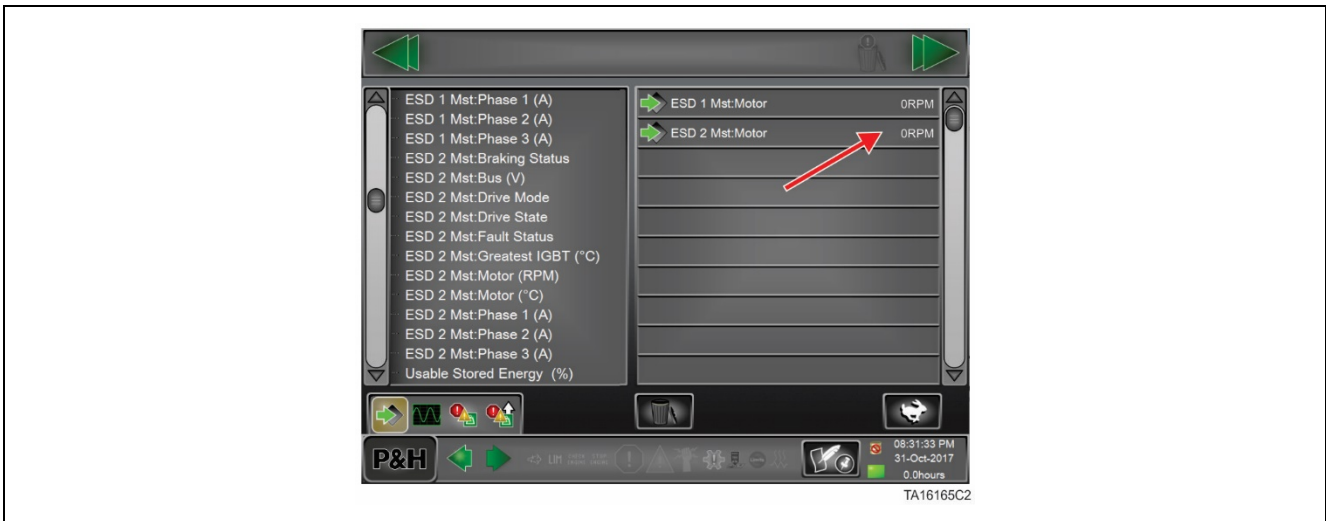 ESD 1 Mst:Phase 1 (A)
ESD 1 Mst:Phase 2 (A)
ESD 1 Mst:Phase 3 (A)
ESD 2 Mst:Braking Status
ESD 2 Mst:Bus (V)
ESD 2 Mst:Drive Mode
ESD 2 Mst:Drive State
ESD 2 Mst:Fault Status
ESD 2 Mst:Greatest IGBT (°C)
ESD 2 Mst:Motor (RPM)
ESD 2 Mst:Motor (°C)
ESD 2 Mst:Phase 1 (A)
ESD 2 Mst:Phase 2 (A)
ESD 2 Mst:Phase 3 (A)
Usable Stored Energy (%)
ESD 1 Mst:Motor 0RPM
ESD 2 Mst:Motor 0RPM
P&H
LIM
08:31:33 PM
31-Oct-2017
0.0hours
TA16165C2